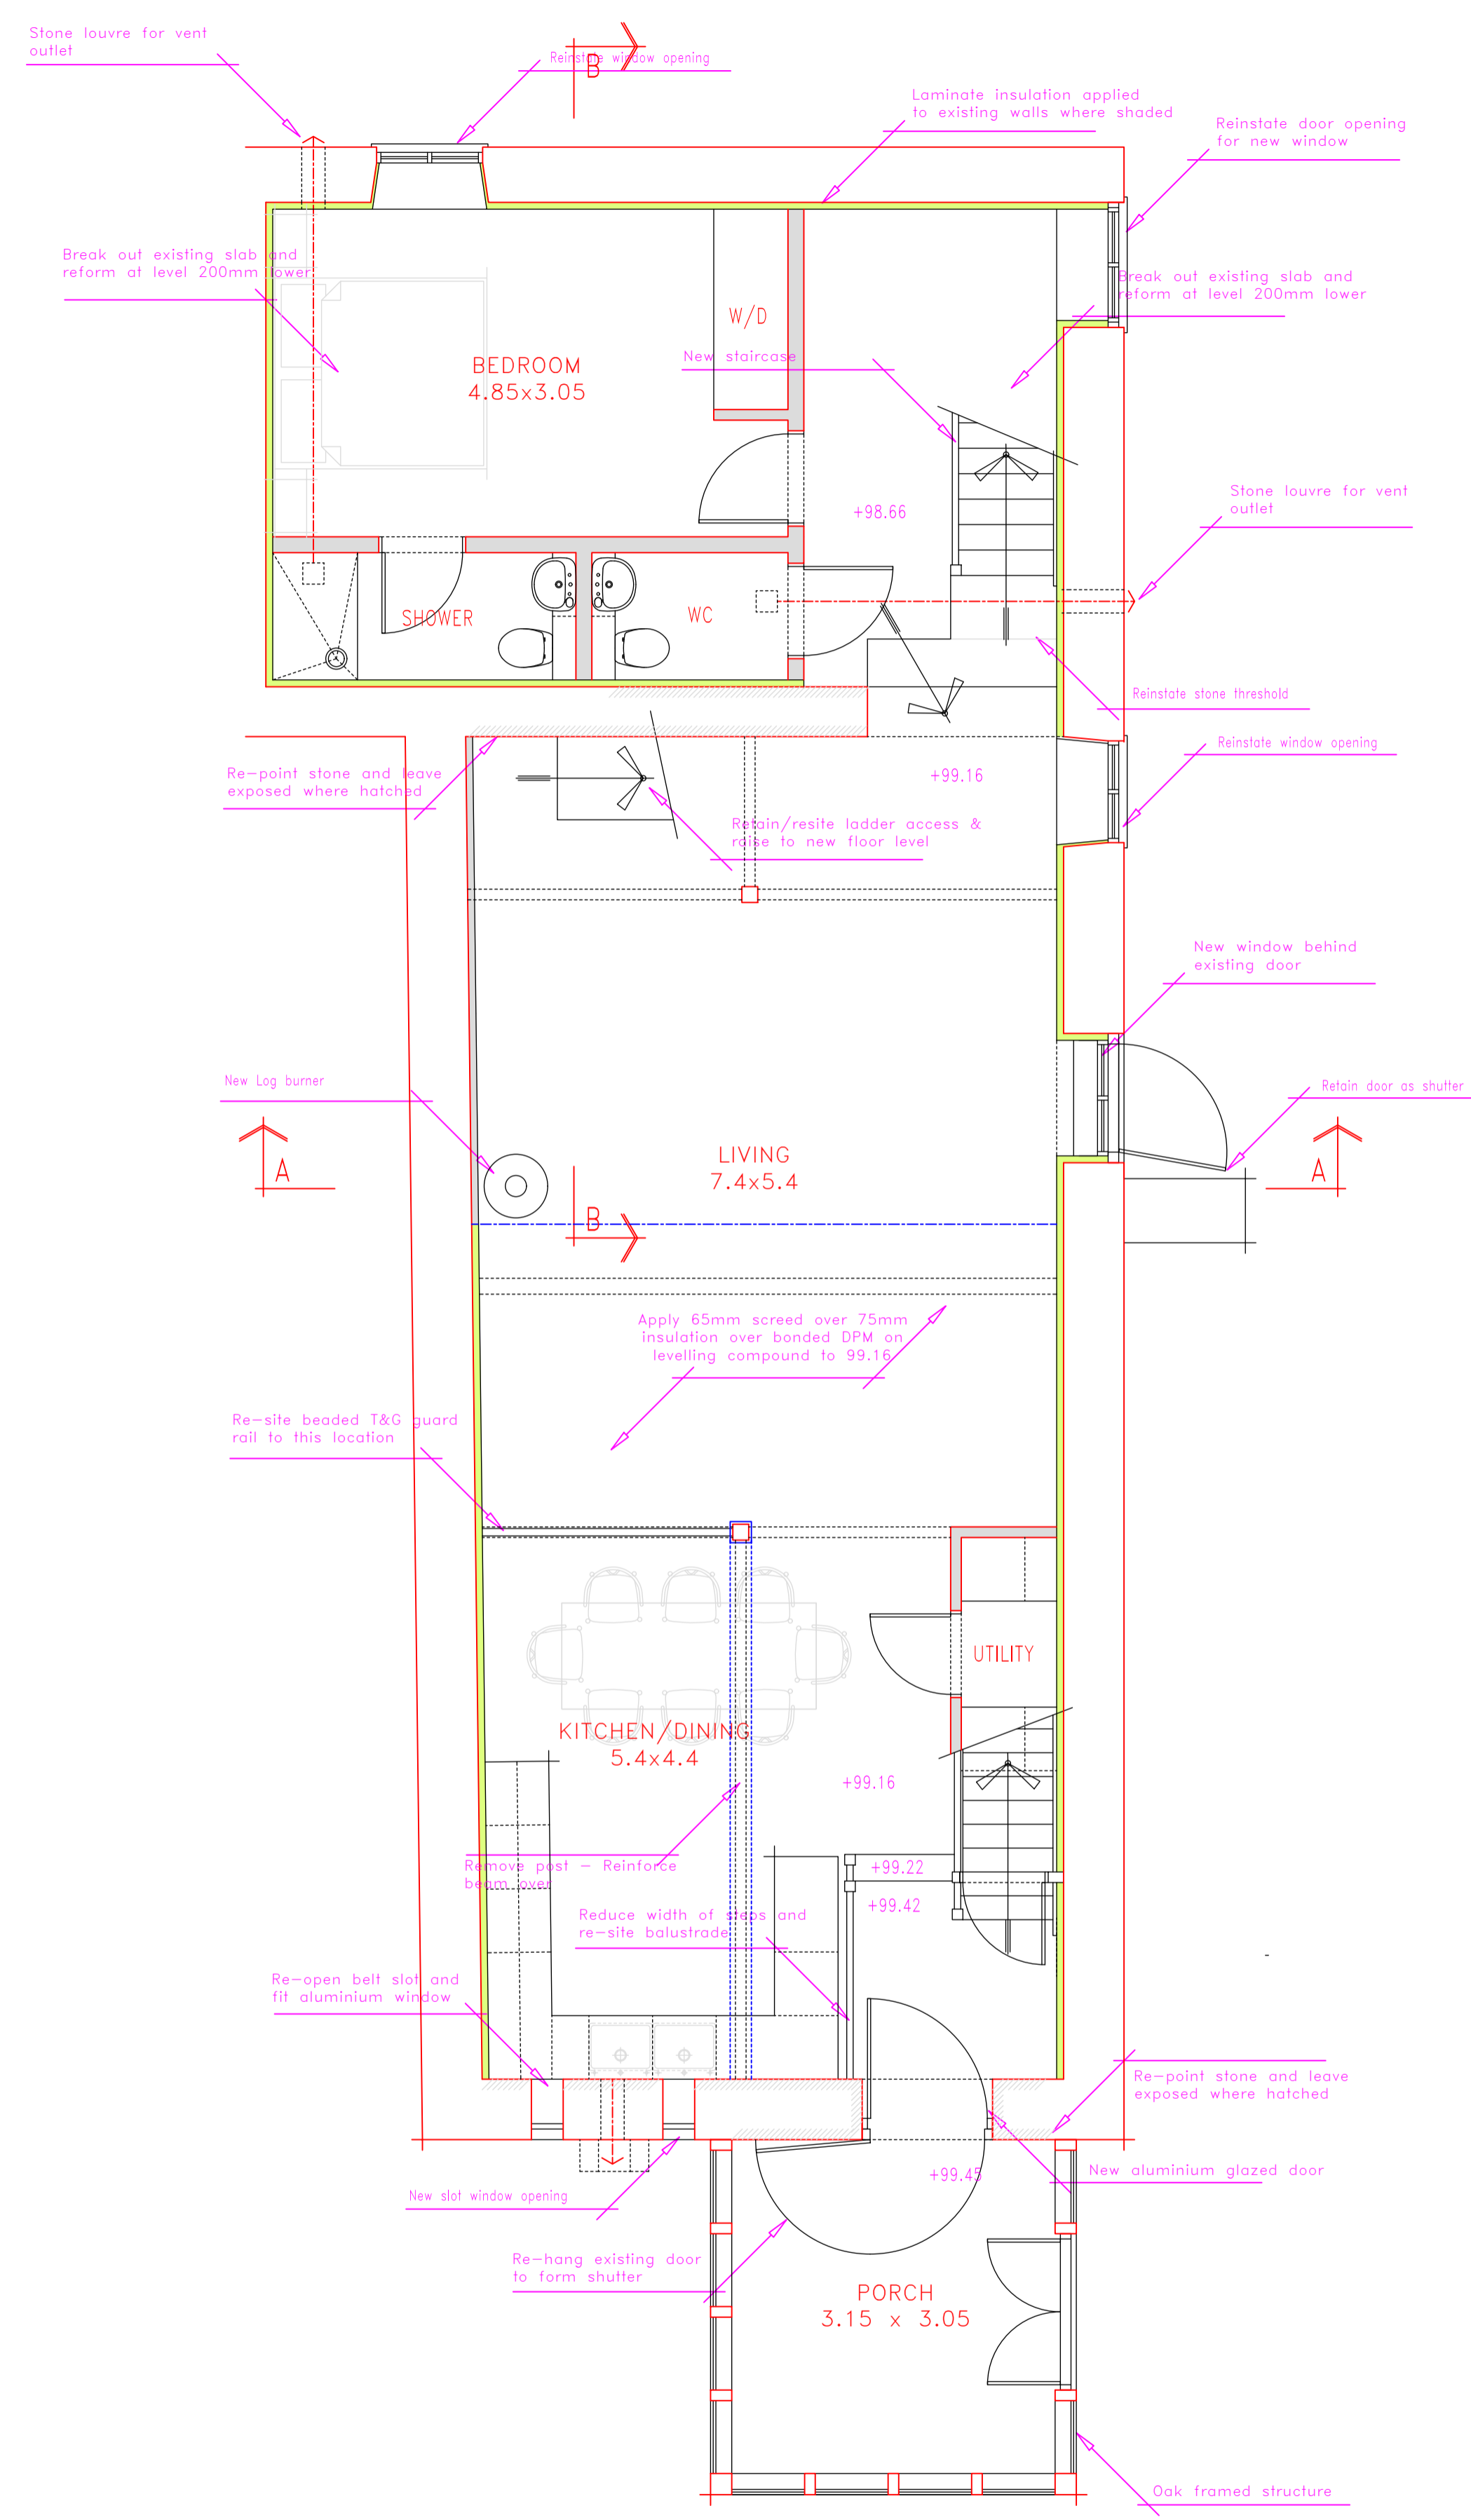 Stone louvre for vent
outlet
Reinstate window opening
B
Laminate insulation applied
to existing walls where shaded
Reinstate door opening
for new window
Break out existing slab and
reform at level 200mm lower
Break out existing slab and
reform at level 200mm lower
W/D
New staircase
BEDROOM
4.85x3.05
Stone louvre for vent
outlet
+98.66
SHOWER
WC
Reinstate stone threshold
Reinstate window opening
Re-point stone and leave
exposed where hatched
+99.16
Retain/resite ladder access &
raise to new floor level
New window behind
existing door
New Log burner
Retain door as shutter
A
LIVING
7.4x5.4
A
B
Apply 65mm screed over 75mm
insulation over bonded DPM on
levelling compound to 99.16
Re-site beaded T&G guard
rail to this location
UTILITY
KITCHEN/DINING
5.4x4.4
+99.16
Remove post - Reinforce
beam over
+99.22
+99.42
Reduce width of steps and
re-site balustrade
Re-open belt slot and
fit aluminium window
Re-point stone and leave
exposed where hatched
New aluminium glazed door
+99.45
New slot window opening
Re-hang existing door
to form shutter
PORCH
3.15 x 3.05
Oak framed structure